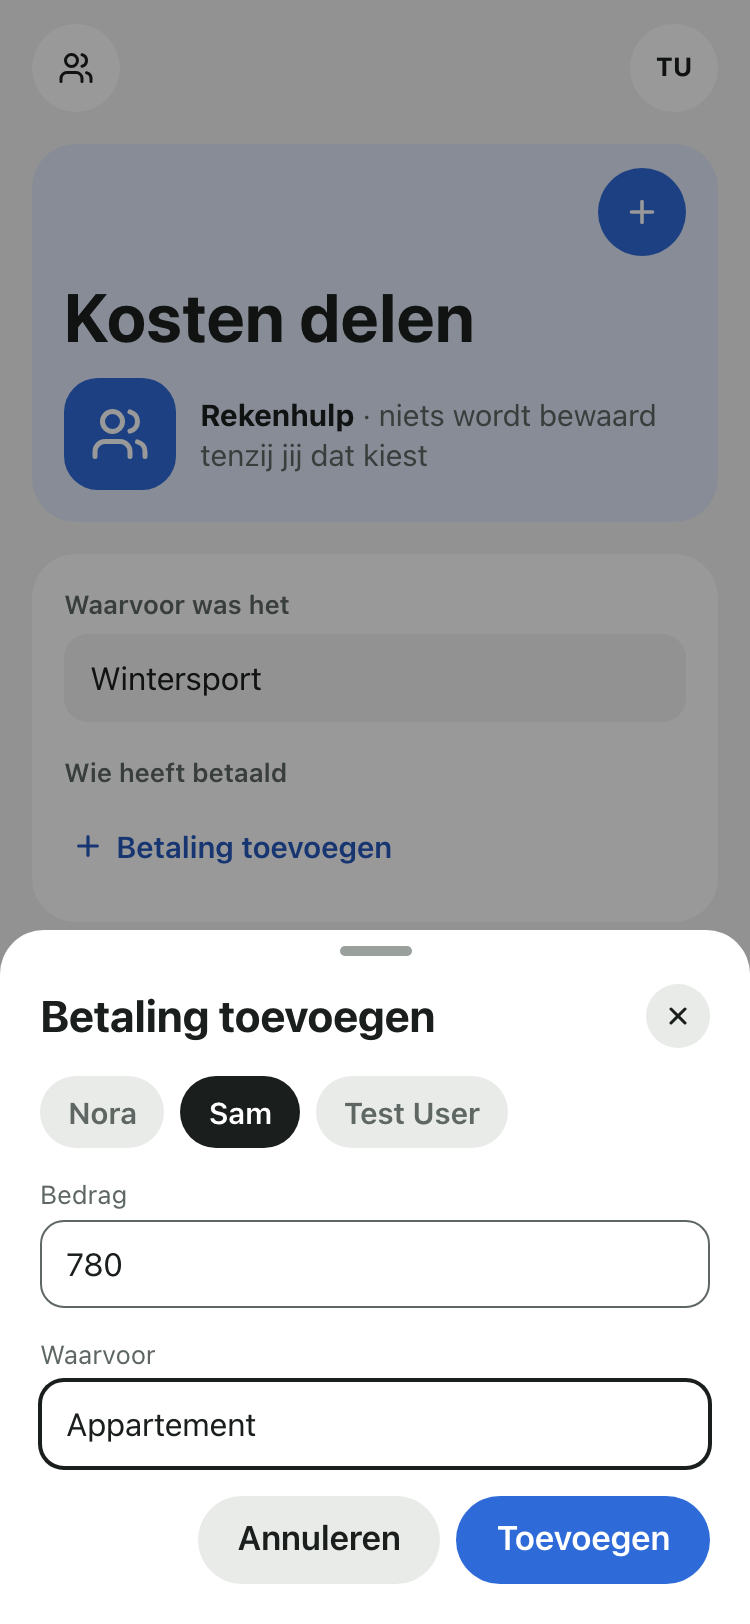 TU
Kosten delen
Rekenhulp · niets wordt bewaard
tenzij jij dat kiest
Waarvoor was het
Wintersport
Wie heeft betaald
Betaling toevoegen
Betaling toevoegen
Nora Sam Test User
Bedrag
780
Waarvoor
Appartement
Annuleren Toevoegen